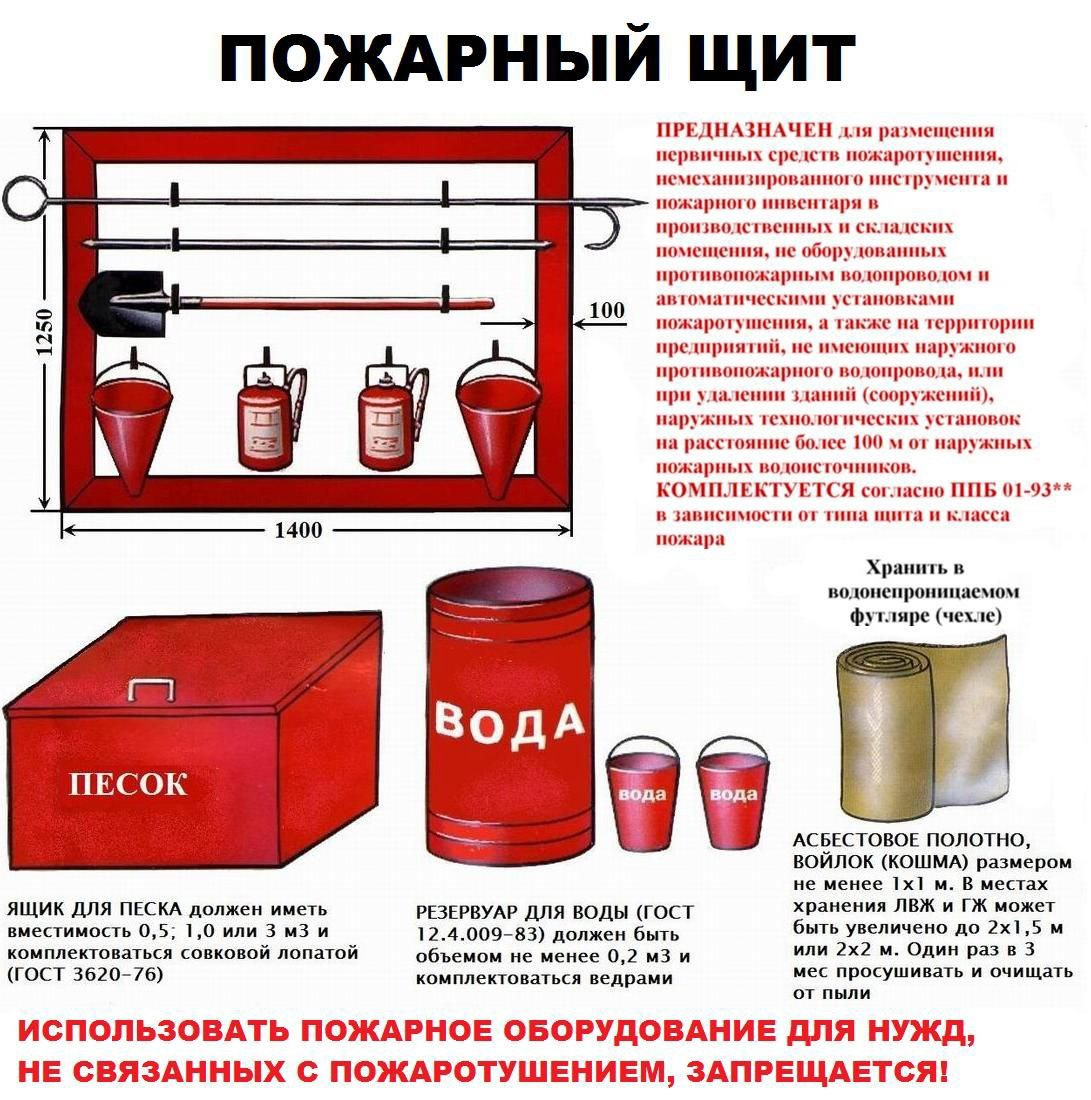 ПОЖАРНЫЙ ЩИТ
1250
100
1400
ПРЕДНАЗНАЧЕН для размещения
первичных средств пожаротушения,
немеханизированного инструмента и
пожарного инвентаря в
производственных и складских
помещения, не оборудованных
противопожарным водопроводом и
автоматическими установками
пожаротушения, а также на территории
предприятий, не имеющих наружного
противопожарного водопровода, или
при удалении зданий (сооружений),
наружных технологических установок
на расстояние более 100 м от наружных
пожарных водоисточников.
КОМПЛЕКТУЕТСЯ согласно ППБ 01-93**
в зависимости от типа щита и класса
пожара
ПЕСОК
ЯЩИК ДЛЯ ПЕСКА должен иметь
вместимость 0,5; 1,0 или 3 м3 и
комплектоваться совковой лопатой
(ГОСТ 3620-76)
ВОДА
вода
вода
РЕЗЕРВУАР ДЛЯ ВОДЫ (ГОСТ
12.4.009-83) должен быть
объемом не менее 0,2 м3 и
комплектоваться ведрами
Хранить в
водонепроницаемом
футляре (чехле)
АСБЕСТОВОЕ ПОЛОТНО,
ВОЙЛОК (КОШМА) размером
не менее 1х1 м. В местах
хранения ЛВЖ и ГЖ может
быть увеличено до 2х1,5 м
или 2х2 м. Один раз в 3
мес просушивать и очищать
от пыли
ИСПОЛЬЗОВАТЬ ПОЖАРНОЕ ОБОРУДОВАНИЕ ДЛЯ НУЖД,
НЕ СВЯЗАННЫХ С ПОЖАРОТУШЕНИЕМ, ЗАПРЕЩАЕТСЯ!